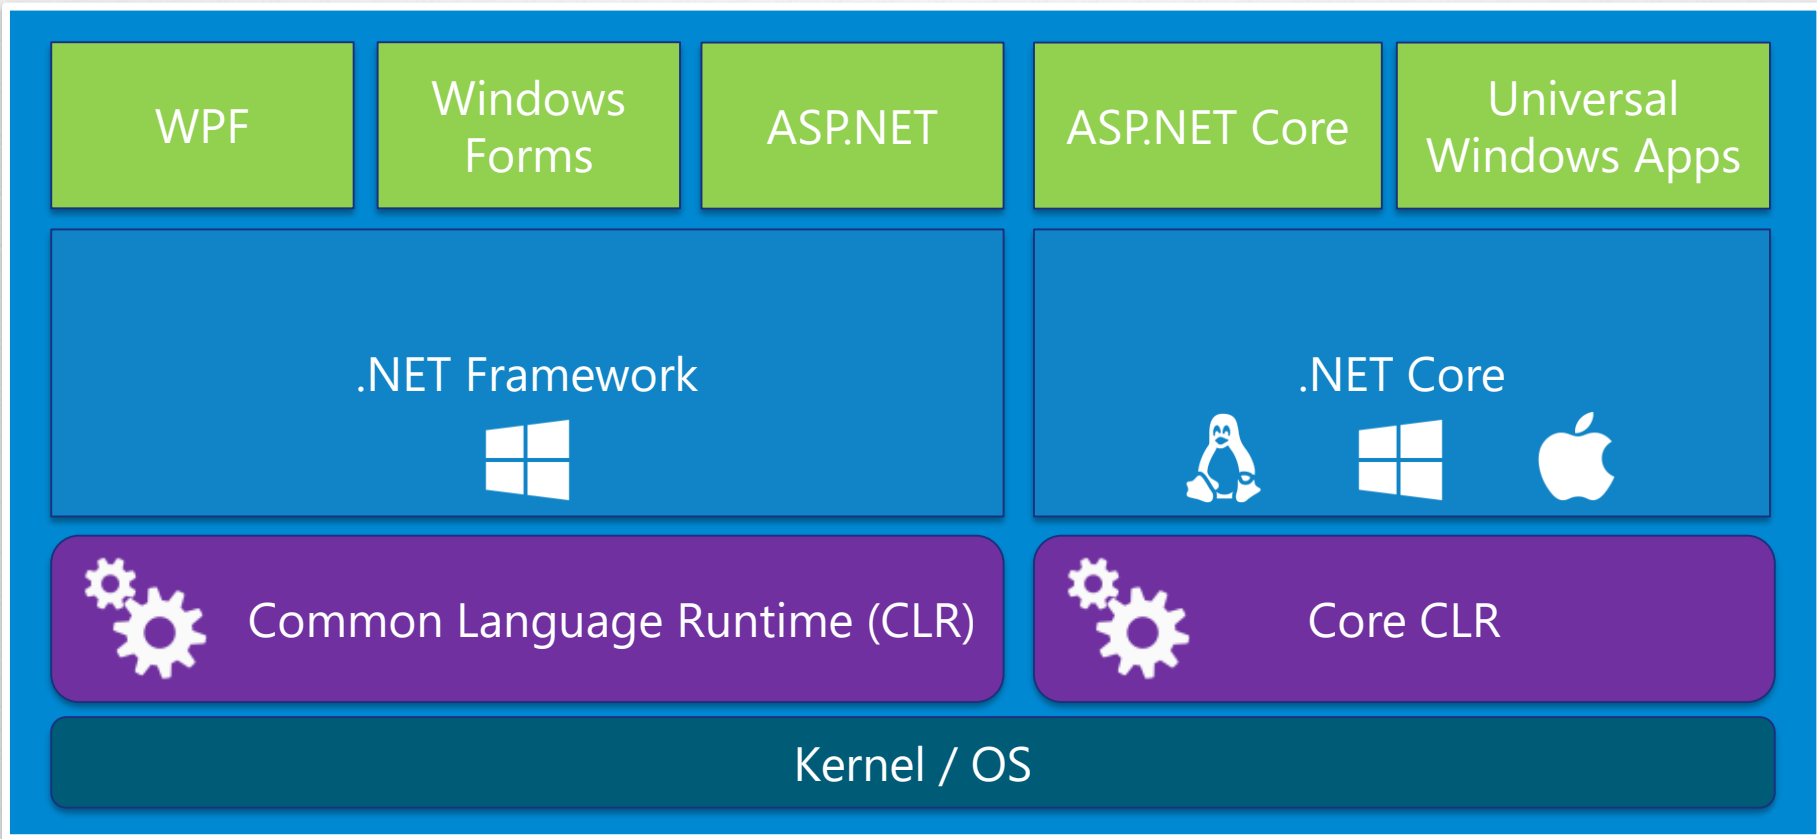 WPF
Windows
Forms
ASP.NET
ASP.NET Core
Universal
Windows Apps
.NET Framework
.NET Core
Common Language Runtime (CLR)
Core CLR
Kernel / OS